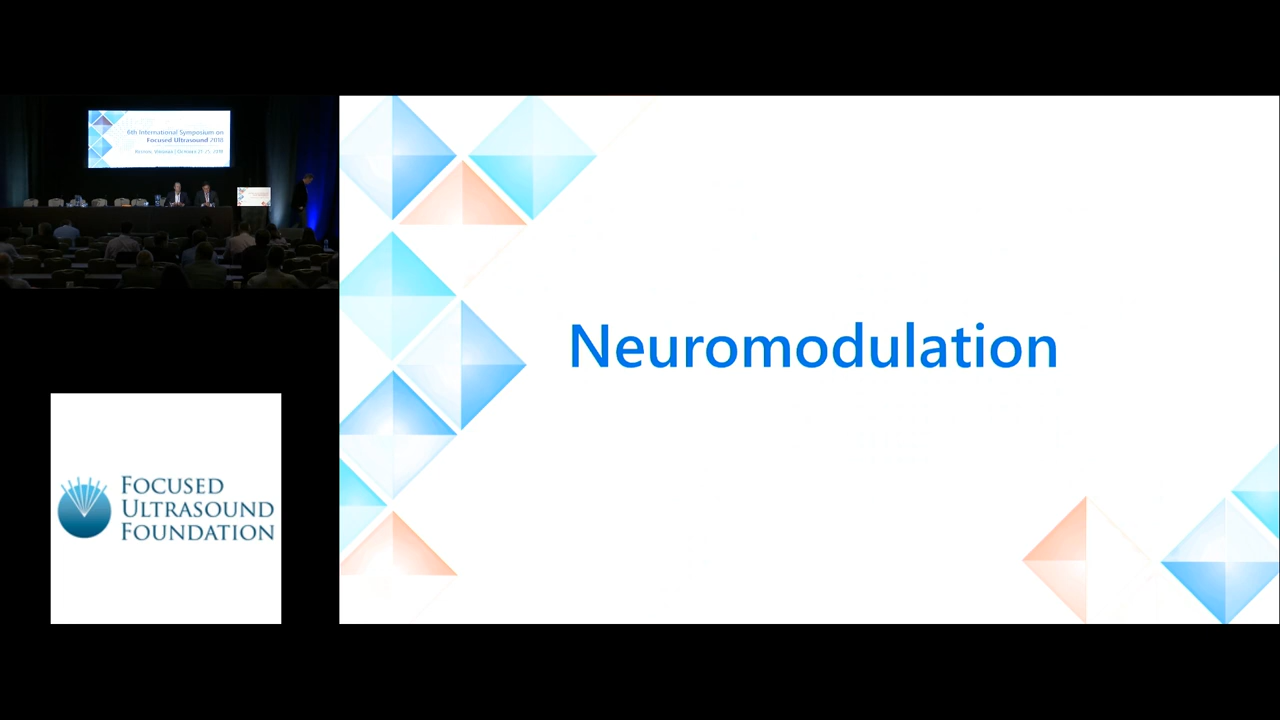 6th International Symposium on
Focused Ultrasound 2018
Neuromodulation
FOCUSED
ULTRASOUND
FOUNDATION